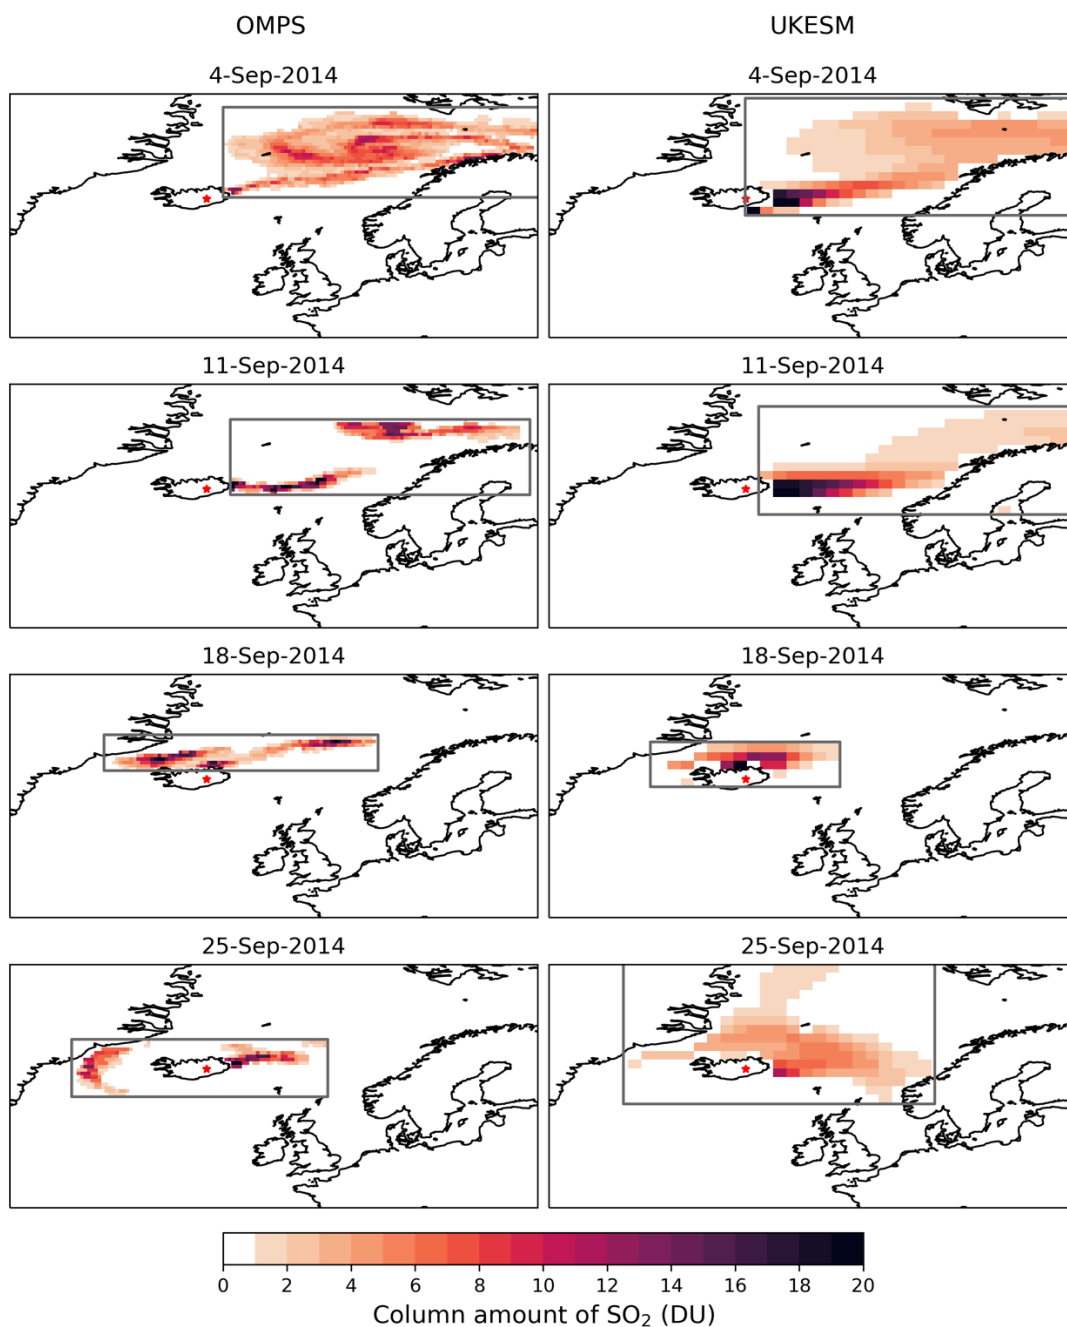 OMPS UKESM
4-Sep-2014 4-Sep-2014
11-Sep-2014 11-Sep-2014
18-Sep-2014 18-Sep-2014
25-Sep-2014 25-Sep-2014
0 2 4 6 8 10 12 14 16 18 20
Column amount of SO₂ (DU)